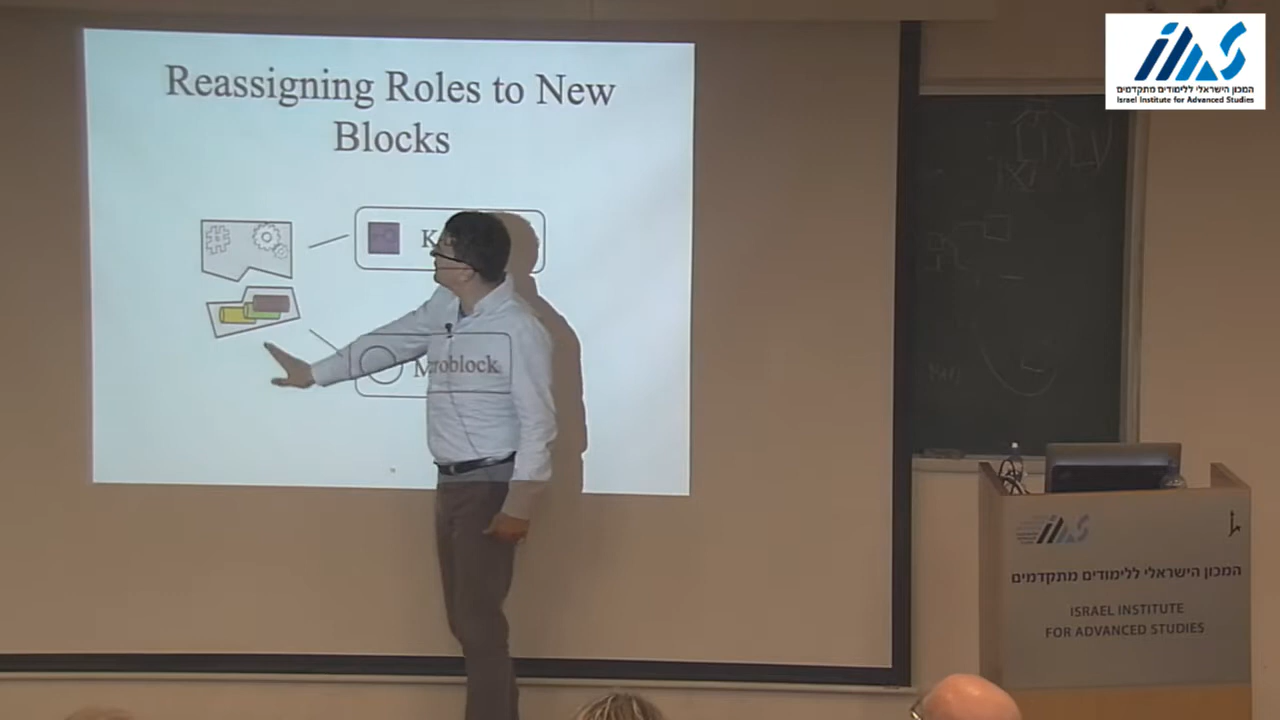 Reassigning Roles to New
Blocks
#
K
Microblock
המכון הישראלי ללימודים מתקדמים
Israel Institute for Advanced Studies
המכון הישראלי ללימודים מתקדמים
ISRAEL INSTITUTE
FOR ADVANCED STUDIES